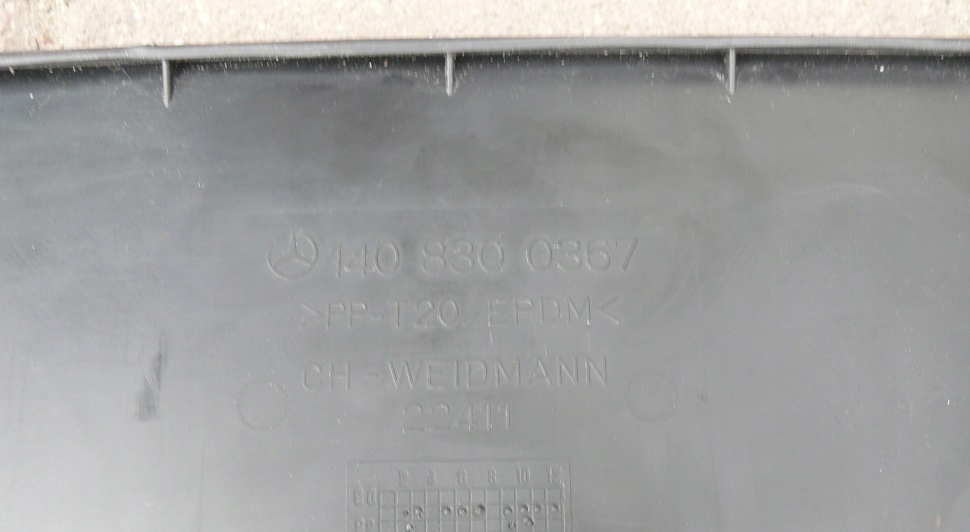 140 830 0367
>PP-T20 EPDM<
CH-WEIDMANN
22411